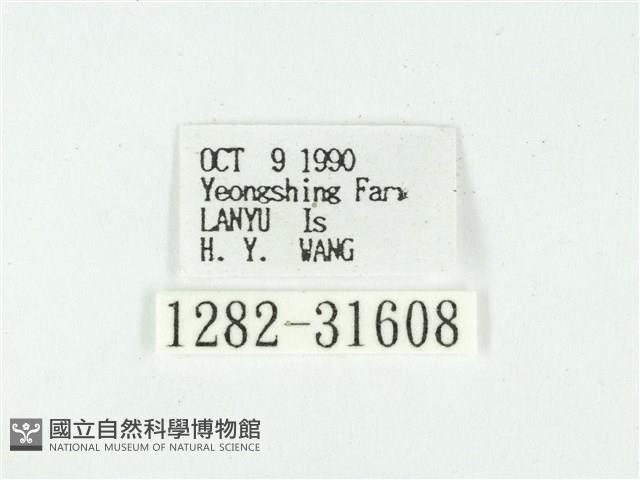 OCT 9 1990
Yeongshing Farm
LANYU Is
H. Y. WANG
1282-31608
國立自然科學博物館
NATIONAL MUSEUM OF NATURAL SCIENCE